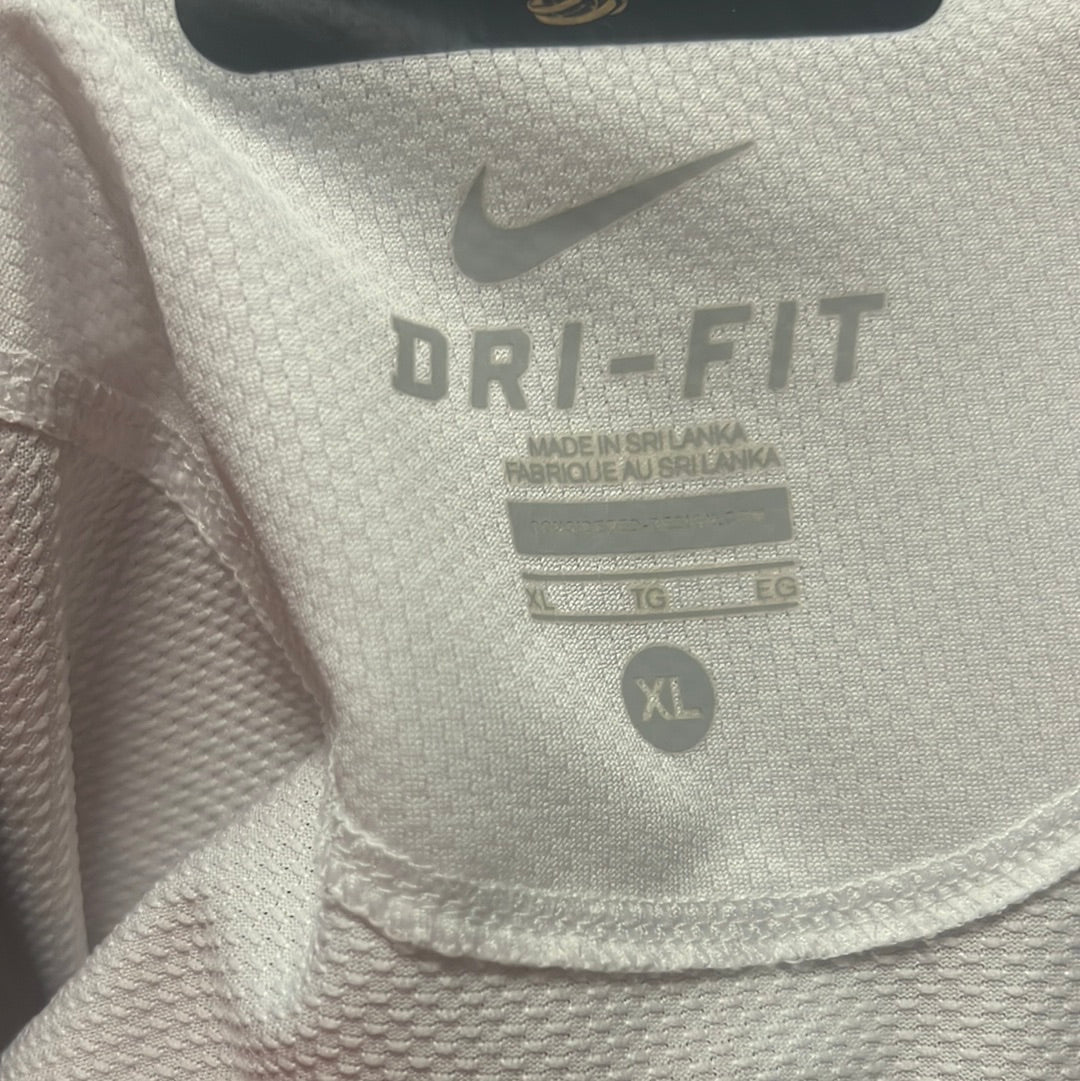 DRI-FIT
MADE IN SRI LANKA
FABRIQUE AU SRI LANKA
XL TG EG
XL